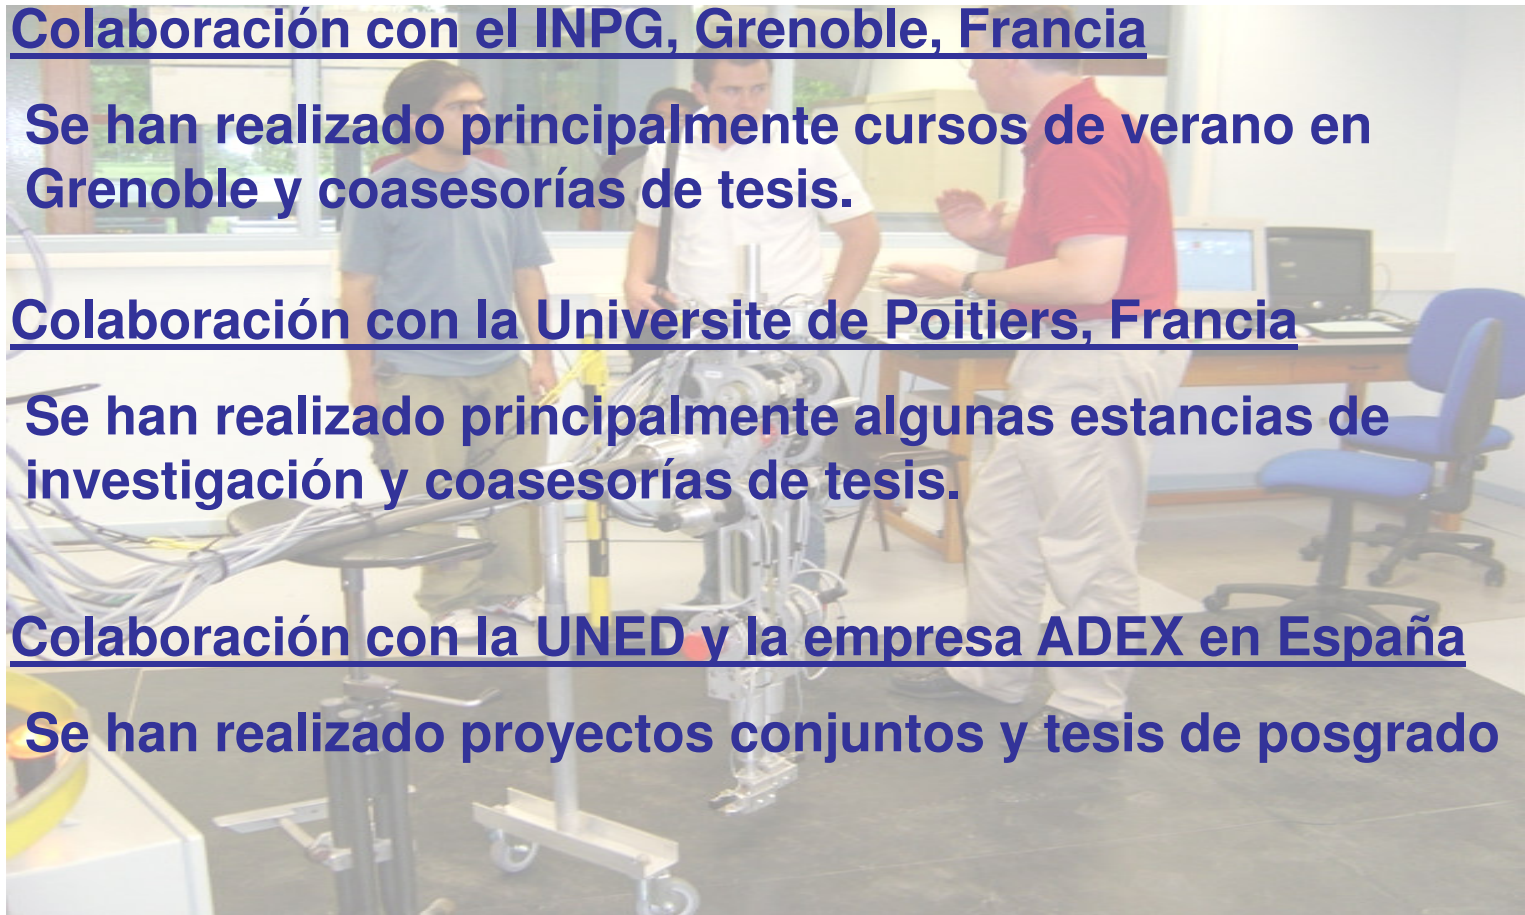 Colaboración con el INPG, Grenoble, Francia
Se han realizado principalmente cursos de verano en
Grenoble y coasesorías de tesis.
Colaboración con la Universite de Poitiers, Francia
Se han realizado principalmente algunas estancias de
investigación y coasesorías de tesis.
Colaboración con la UNED y la empresa ADEX en España
Se han realizado proyectos conjuntos y tesis de posgrado